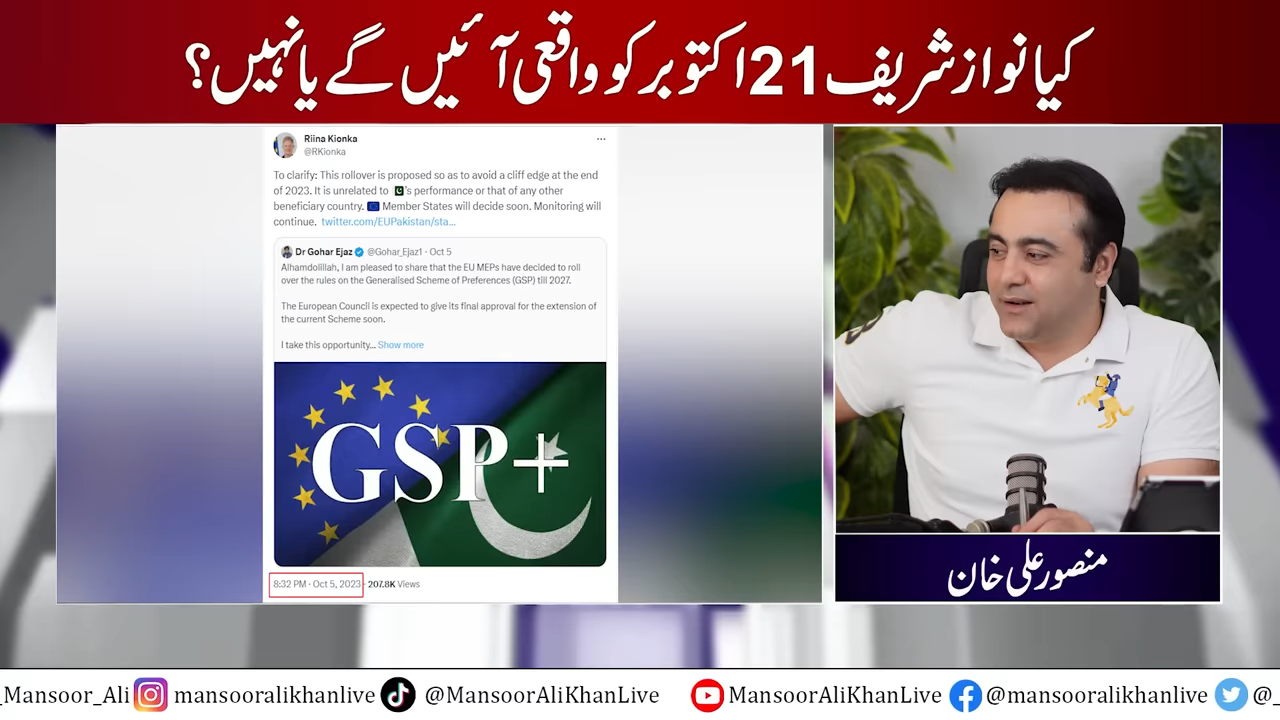 کیا نواز شریف 21 اکتوبر کو واقعی آئیں گے یا نہیں؟
Riina Kionka
@RKionka
To clarify: This rollover is proposed so as to avoid a cliff edge at the end
of 2023. It is unrelated to 🇵🇰's performance or that of any other
beneficiary country. 🇪🇺 Member States will decide soon. Monitoring will
continue. twitter.com/EUPakistan/sta...
Dr Gohar Ejaz @Gohar_Ejaz1 · Oct 5
Alhamdolillah, I am pleased to share that the EU MEPs have decided to roll
over the rules on the Generalised Scheme of Preferences (GSP) till 2027.
The European Council is expected to give its final approval for the extension of
the current Scheme soon.
I take this opportunity... Show more
GSP+
8:32 PM · Oct 5, 2023 · 207.8K Views
منصور علی خان
_Mansoor_Ali mansooralikhanlive @MansoorAliKhanLive MansoorAliKhanLive @mansooralikhanlive @_